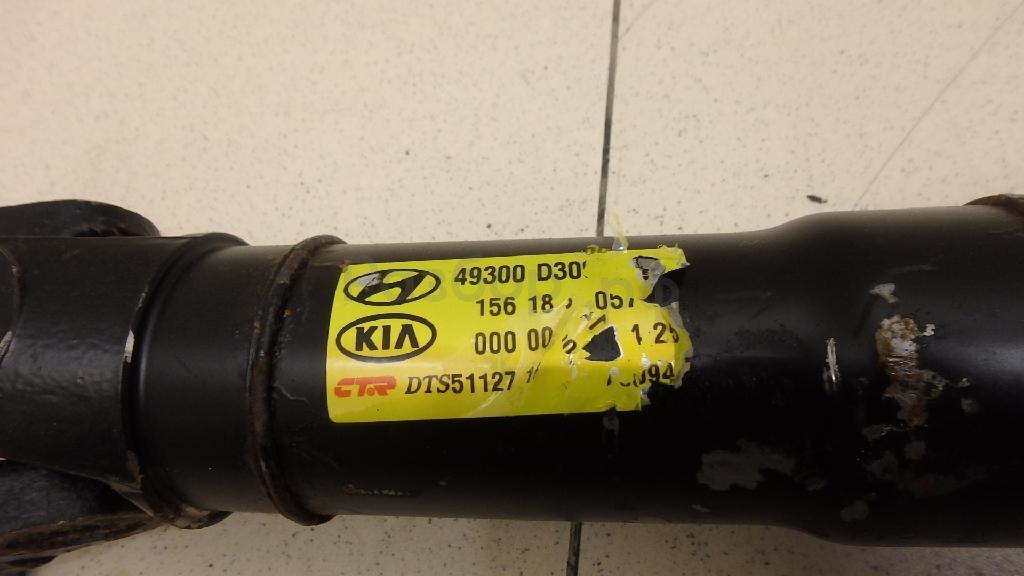 49300 D30
156 18 057
KIA
000 00 1 25
CTR DTS51127